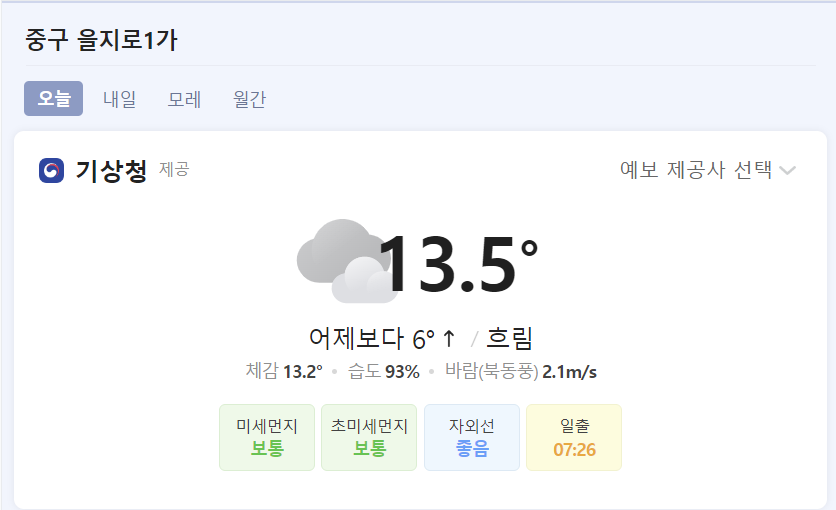 중구 을지로1가
오늘 내일 모레 월간
기상청 제공 예보 제공사 선택
13.5°
어제보다 6° ↑ / 흐림
체감 13.2° • 습도 93% • 바람(북동풍) 2.1m/s
미세먼지 초미세먼지 자외선 일출
보통 보통 좋음 07:26